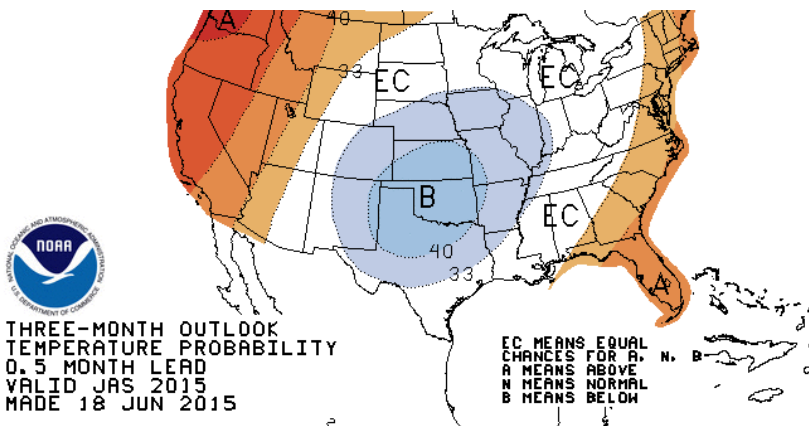 A
40
33
EC
EC
B
EC
40
33
A
NATIONAL OCEANIC AND ATMOSPHERIC ADMINISTRATION
NOAA
U.S. DEPARTMENT OF COMMERCE
THREE-MONTH OUTLOOK
TEMPERATURE PROBABILITY
0.5 MONTH LEAD
VALID JAS 2015
MADE 18 JUN 2015
EC MEANS EQUAL
CHANCES FOR A, N, B
A MEANS ABOVE
N MEANS NORMAL
B MEANS BELOW